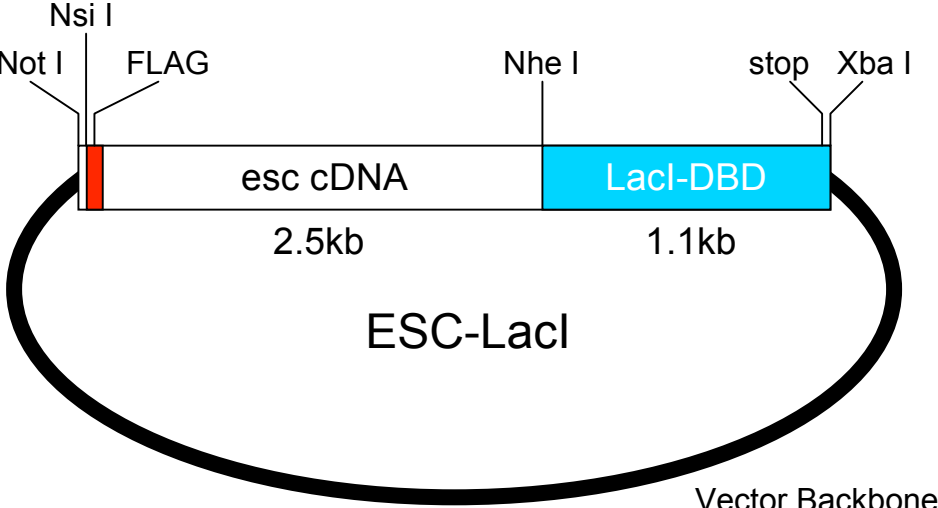 Nsi I
Not I
FLAG
Nhe I
stop
Xba I
esc cDNA
LacI-DBD
2.5kb
1.1kb
ESC-LacI
Vector Backbone